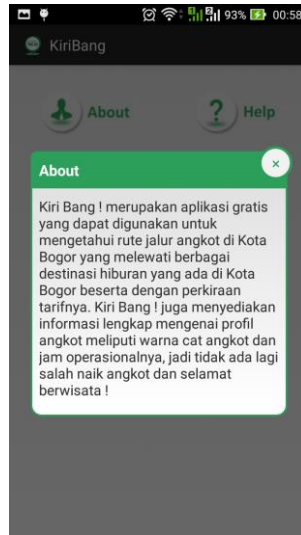 93% 00:58
KiriBang
About
Help
About
Kiri Bang ! merupakan aplikasi gratis
yang dapat digunakan untuk
mengetahui rute jalur angkot di Kota
Bogor yang melewati berbagai
destinasi hiburan yang ada di Kota
Bogor beserta dengan perkiraan
tarifnya. Kiri Bang ! juga menyediakan
informasi lengkap mengenai profil
angkot meliputi warna cat angkot dan
jam operasionalnya, jadi tidak ada lagi
salah naik angkot dan selamat
berwisata !